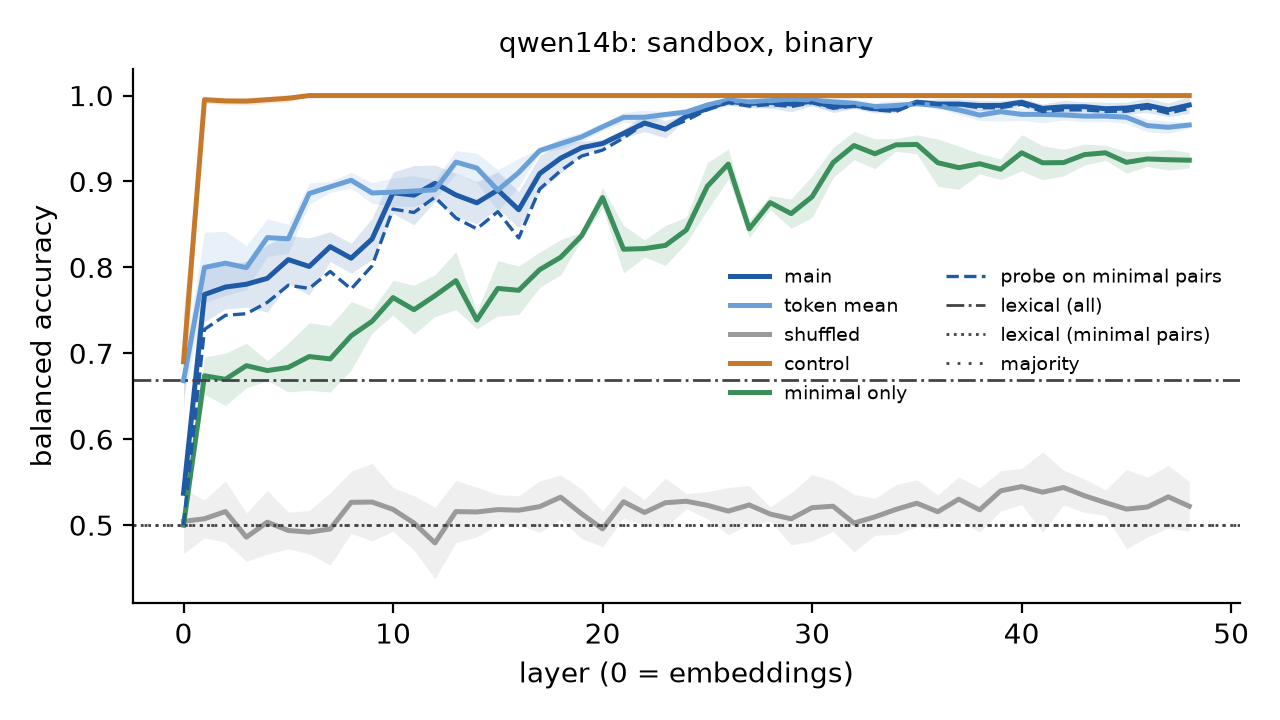 qwen14b: sandbox, binary
balanced accuracy
1.0
0.9
0.8
0.7
0.6
0.5
main
token mean
shuffled
control
minimal only
probe on minimal pairs
lexical (all)
lexical (minimal pairs)
majority
0 10 20 30 40 50
layer (0 = embeddings)